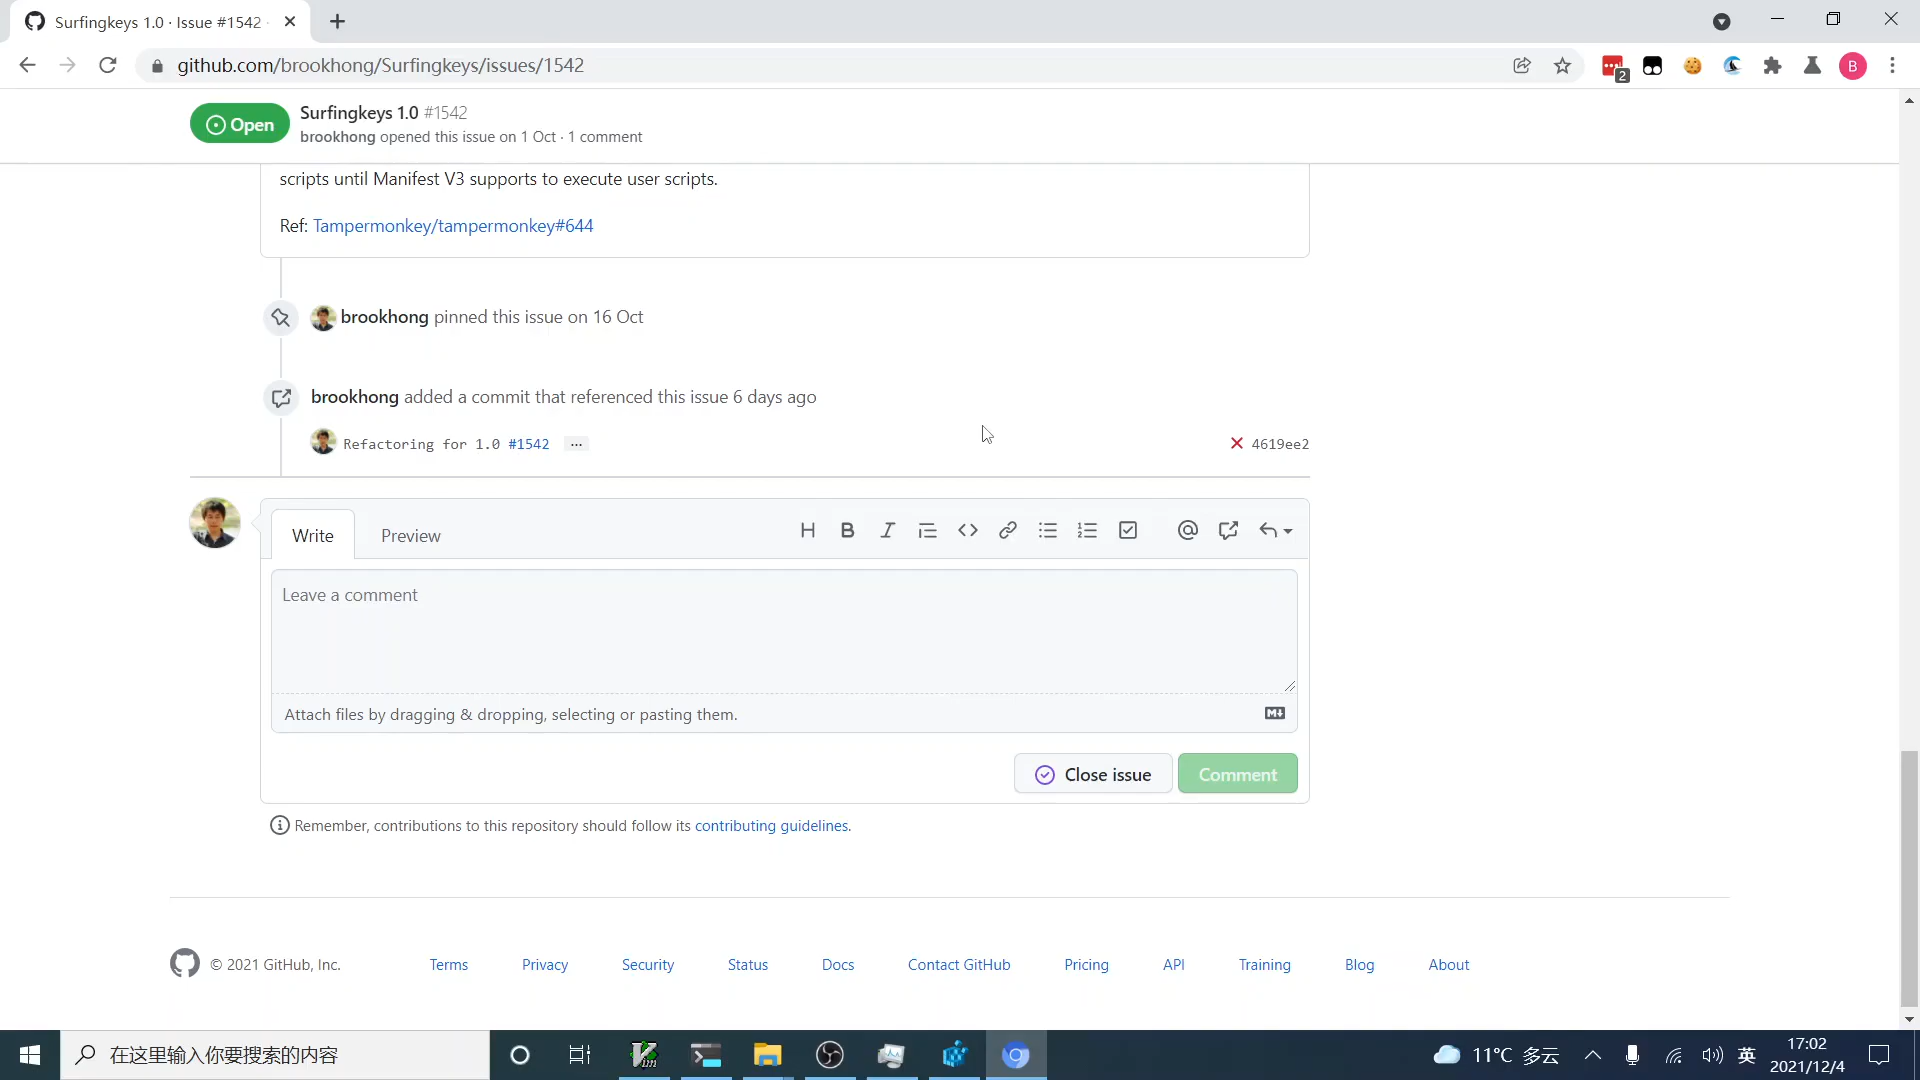 Surfingkeys 1.0 · Issue #1542 ·
github.com/brookhong/Surfingkeys/issues/1542
2
B
Open
Surfingkeys 1.0 #1542
brookhong opened this issue on 1 Oct · 1 comment
scripts until Manifest V3 supports to execute user scripts.
Ref: Tampermonkey/tampermonkey#644
brookhong pinned this issue on 16 Oct
brookhong added a commit that referenced this issue 6 days ago
Refactoring for 1.0 #1542 …
4619ee2
Write
Preview
Leave a comment
Attach files by dragging & dropping, selecting or pasting them.
Close issue
Comment
Remember, contributions to this repository should follow its contributing guidelines.
© 2021 GitHub, Inc.
Terms
Privacy
Security
Status
Docs
Contact GitHub
Pricing
API
Training
Blog
About
在这里输入你要搜索的内容
11°C 多云
英
17:02
2021/12/4